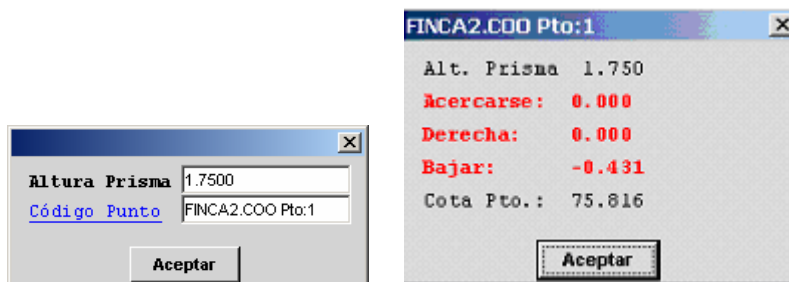 Altura Prisma 1.7500
Código Punto FINCA2.COO Pto:1
Aceptar
FINCA2.COO Pto:1
Alt. Prisma 1.750
Acercarse: 0.000
Derecha: 0.000
Bajar: -0.431
Cota Pto.: 75.816
Aceptar